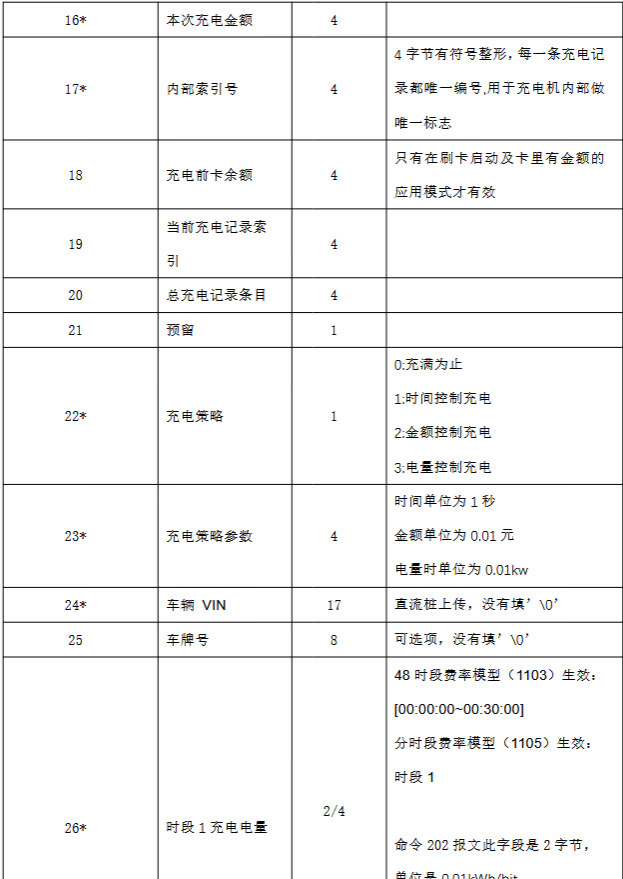 16* 本次充电金额 4
17* 内部索引号 4 4 字节有符号整形，每一条充电记
录都唯一编号,用于充电机内部做
唯一标志
18 充电前卡余额 4 只有在刷卡启动及卡里有金额的
应用模式才有效
19 当前充电记录索
引 4
20 总充电记录条目 4
21 预留 1
22* 充电策略 1 0:充满为止
1:时间控制充电
2:金额控制充电
3:电量控制充电
23* 充电策略参数 4 时间单位为 1 秒
金额单位为 0.01 元
电量时单位为 0.01kw
24* 车辆 VIN 17 直流桩上传，没有填’\0’
25 车牌号 8 可选项，没有填’\0’
26* 时段 1 充电电量 2/4 48 时段费率模型（1103）生效：
[00:00:00~00:30:00]
分时段费率模型（1105）生效：
时段 1
命令 202 报文此字段是 2 字节，
单位是 0.01kWh/bit